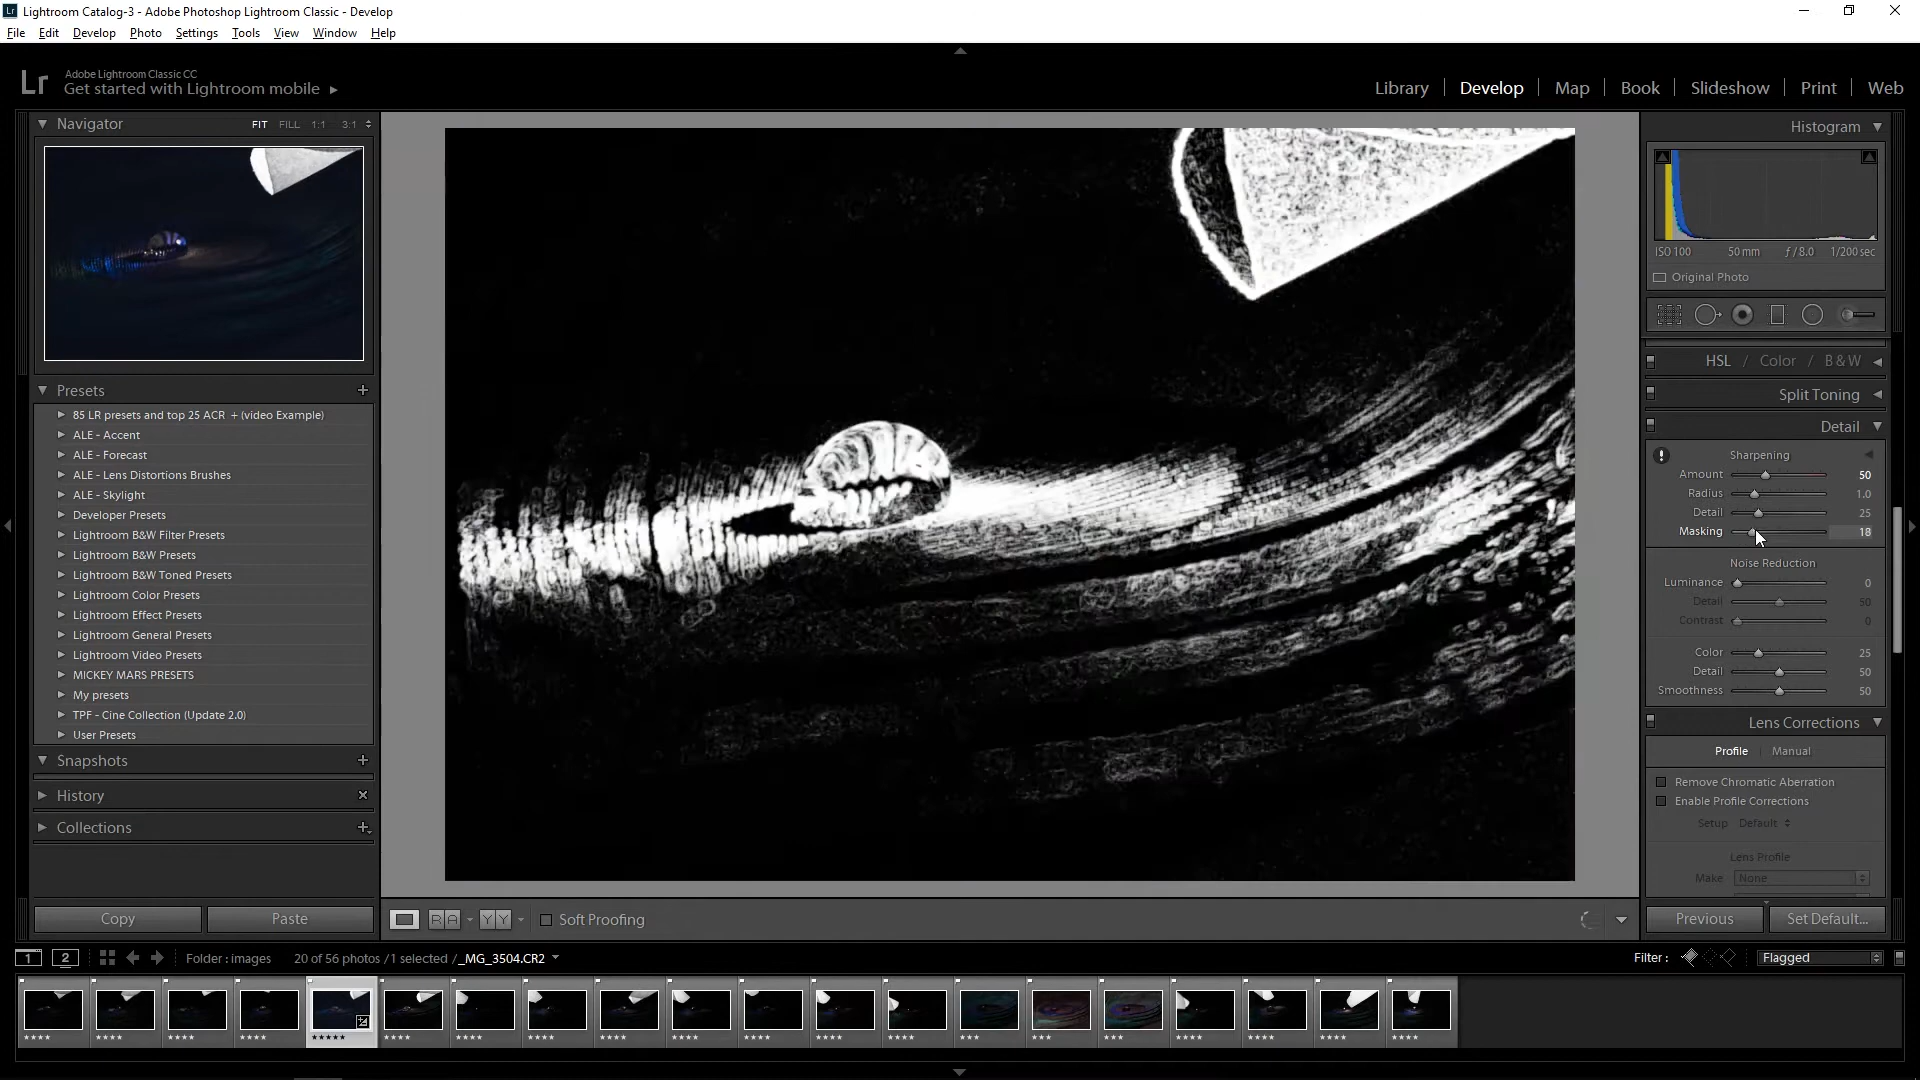 Lightroom Catalog-3 - Adobe Photoshop Lightroom Classic - Develop
File Edit Develop Photo Settings Tools View Window Help
Lr
Adobe Lightroom Classic CC
Get started with Lightroom mobile
Library Develop Map Book Slideshow Print Web
Navigator FIT FILL 1:1 3:1
Presets
85 LR presets and top 25 ACR + (video Example)
ALE - Accent
ALE - Forecast
ALE - Lens Distortions Brushes
ALE - Skylight
Developer Presets
Lightroom B&W Filter Presets
Lightroom B&W Presets
Lightroom B&W Toned Presets
Lightroom Color Presets
Lightroom Effect Presets
Lightroom General Presets
Lightroom Video Presets
MICKEY MARS PRESETS
My presets
TPF - Cine Collection (Update 2.0)
User Presets
Snapshots
History
Collections
Copy Paste
Soft Proofing
Histogram
ISO 100 50 mm ƒ / 8.0 1/200 sec
Original Photo
HSL / Color / B & W
Split Toning
Detail
Sharpening
Amount 50
Radius 1.0
Detail 25
Masking 18
Noise Reduction
Luminance 0
Detail 50
Contrast 0
Color 25
Detail 50
Smoothness 50
Lens Corrections
Profile Manual
Remove Chromatic Aberration
Enable Profile Corrections
Setup Default
Lens Profile
Make None
Previous Set Default...
1 2 Folder : images 20 of 56 photos /1 selected /_MG_3504.CR2 Filter : Flagged